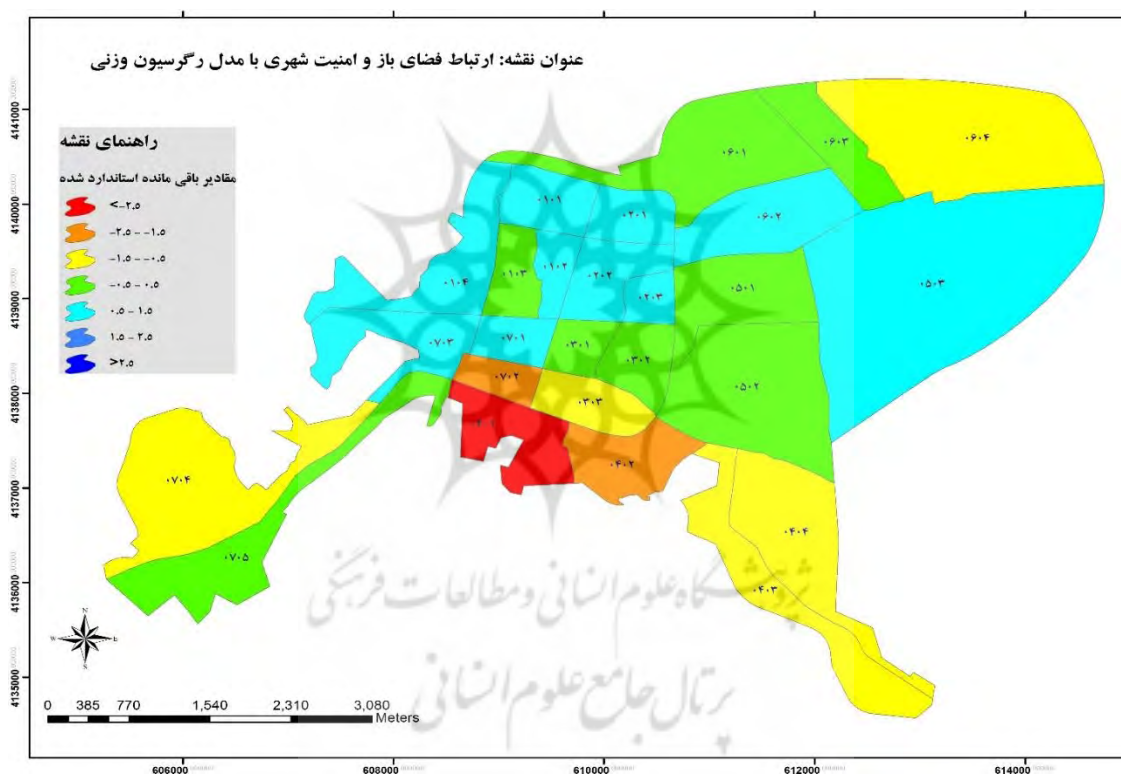 عنوان نقشه: ارتباط فضای باز و امنیت شهری با مدل رگرسیون وزنی
راهنمای نقشه
مقادیر باقی مانده استاندارد شده
<-۲.۵
-۲.۵ - -۱.۵
-۱.۵ - -۰.۵
-۰.۵ - ۰.۵
۰.۵ - ۱.۵
۱.۵ - ۲.۵
>۲.۵
۰۶۰۴
۰۶۰۳
۰۶۰۱
۰۱۰۱
۰۲۰۱
۰۶۰۲
۰۱۰۲
۰۲۰۲
۰۱۰۳
۰۱۰۴
۰۲۰۳
۰۵۰۱
۰۵۰۳
۰۷۰۳
۰۷۰۱
۰۳۰۱
۰۳۰۲
۰۷۰۲
۰۳۰۳
۰۵۰۲
۰۴۰۲
۰۷۰۴
۰۴۰۴
۰۷۰۵
۰۴۰۳
پژوهشگاه علوم انسانی و مطالعات فرهنگی
پرتال جامع علوم انسانی
N
W E
S
0 385 770 1,540 2,310 3,080
Meters
4141000
4140000
4139000
4138000
4137000
4136000
4135000
606000 608000 610000 612000 614000